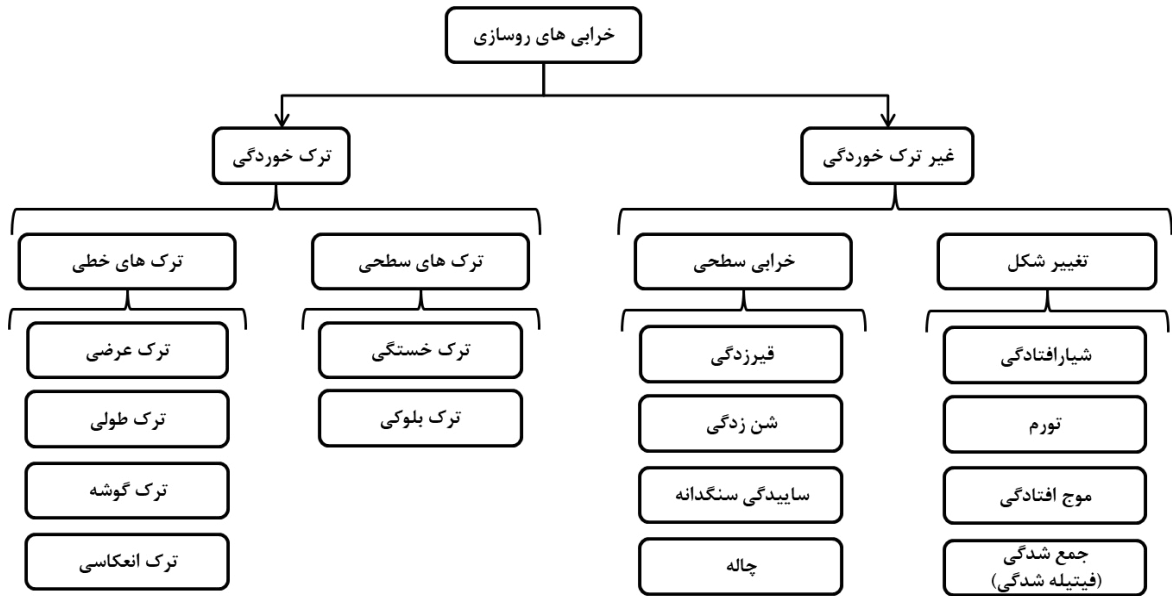 خرابی های روسازی
غیر ترک خوردگی
ترک خوردگی
تغییر شکل
خرابی سطحی
ترک های سطحی
ترک های خطی
شیارافتادگی
قیرزدگی
ترک خستگی
ترک عرضی
تورم
شن زدگی
ترک بلوکی
ترک طولی
موج افتادگی
ساییدگی سنگدانه
ترک گوشه
جمع شدگی
(فیتیله شدگی)
چاله
ترک انعکاسی